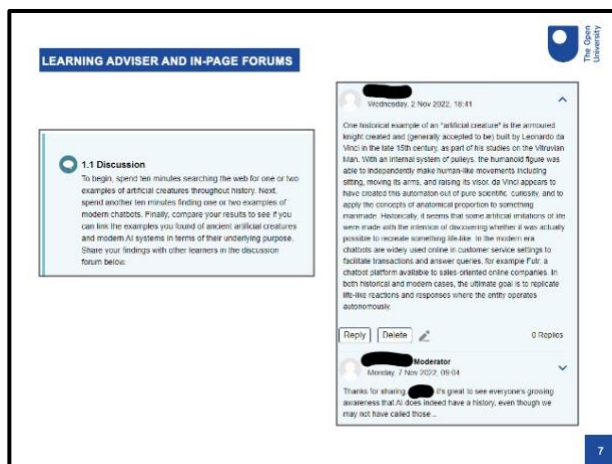 LEARNING ADVISER AND IN-PAGE FORUMS
The Open
University
1.1 Discussion
To begin, spend ten minutes searching the web for one or two
examples of artificial creatures throughout history. Next,
spend another ten minutes finding one or two examples of
modern chatbots. Finally, compare your results to see if you
can link the examples you found of ancient artificial creatures
and modern AI systems in terms of their underlying purpose.
Share your findings with other learners in the discussion
forum below.
Wednesday, 2 Nov 2022, 18:41
One historical example of an "artificial creature" is the armoured
knight created and (generally accepted to be) built by Leonardo da
Vinci in the late 15th century, as part of his studies on the Vitruvian
Man. With an internal system of pulleys, the humanoid figure was
able to independently make human-like movements including
sitting, moving its arms, and raising its visor. da Vinci appears to
have created this automaton out of pure scientific curiosity, and to
apply the concepts of anatomical proportion to something
manmade. Historically, it seems that some artificial imitations of life
were made with the intention of discovering whether it was actually
possible to recreate something life-like. In the modern era
chatbots are widely used online in customer service settings to
facilitate transactions and answer queries, for example Futr, a
chatbot platform available to sales oriented online companies. In
both historical and modern cases, the ultimate goal is to replicate
life-like reactions and responses where the entity operates
autonomously.
Reply Delete 0 Replies
Moderator
Monday, 7 Nov 2022, 09:04
Thanks for sharing, it's great to see everyone's growing
awareness that AI does indeed have a history, even though we
may not have called those ...
7